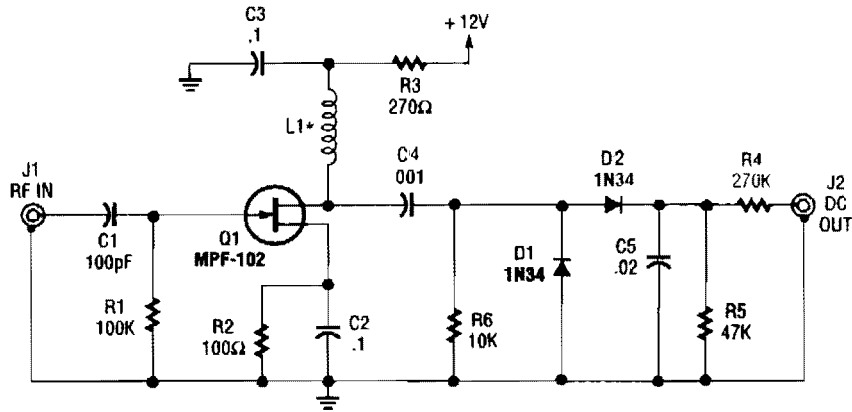 C3
.1
+ 12V
R3
270Ω
L1*
J1
RF IN
C4
001
D2
1N34
R4
270K
J2
DC
OUT
C1
100pF
Q1
MPF-102
D1
1N34
C5
.02
R1
100K
R2
100Ω
C2
.1
R6
10K
R5
47K